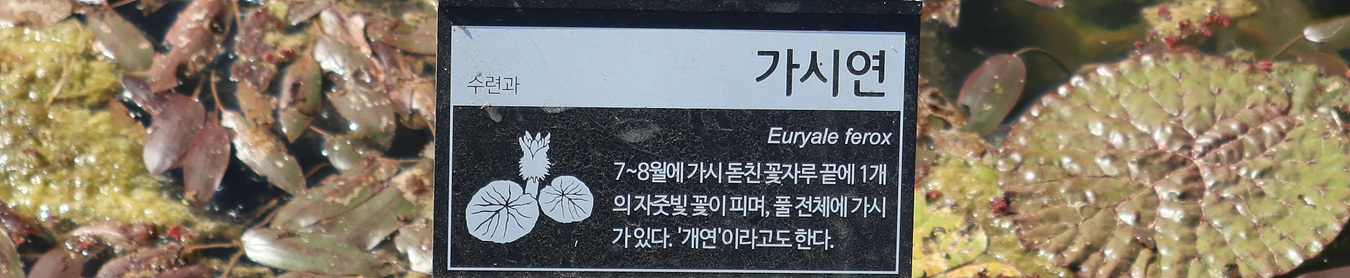 수련과
가시연
Euryale ferox
7~8월에 가시 돋친 꽃자루 끝에 1개
의 자줏빛 꽃이 피며, 풀 전체에 가시
가 있다. '개연'이라고도 한다.